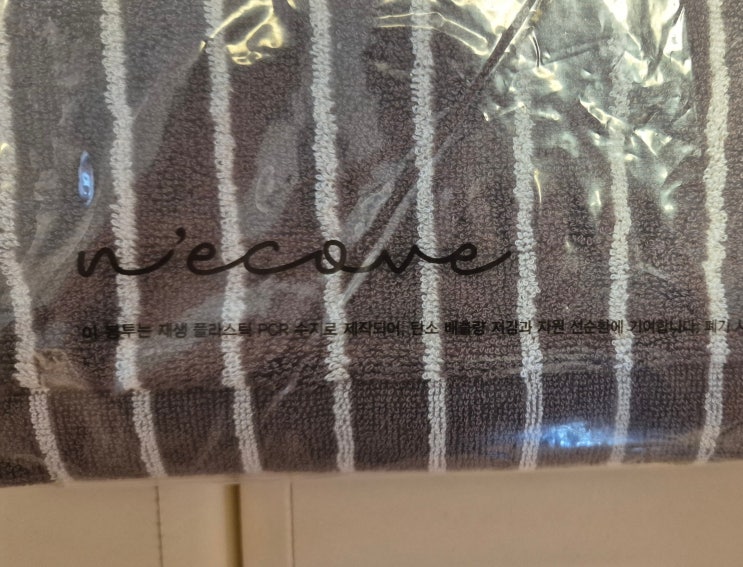 n'ecove
이 봉투는 재생 플라스틱 PCR 수지로 제작되어, 탄소 배출량 저감과 자원 선순환에 기여합니다. 폐기